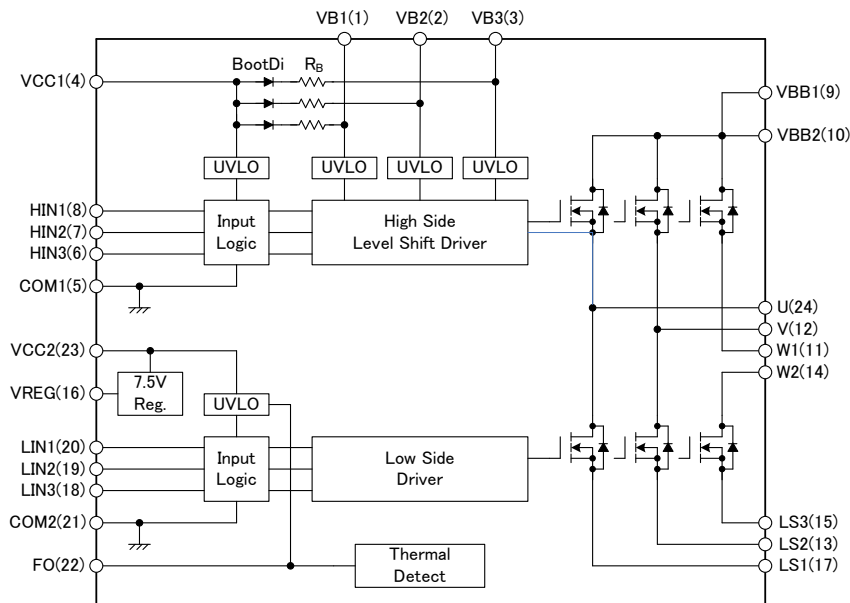 VB1(1) VB2(2) VB3(3)
BootDi RB
VCC1(4)
VBB1(9)
VBB2(10)
UVLO UVLO UVLO UVLO
HIN1(8)
HIN2(7)
HIN3(6)
Input
Logic
High Side
Level Shift Driver
COM1(5)
U(24)
V(12)
W1(11)
W2(14)
VCC2(23)
VREG(16)
7.5V
Reg.
UVLO
LIN1(20)
LIN2(19)
LIN3(18)
Input
Logic
Low Side
Driver
COM2(21)
LS3(15)
LS2(13)
LS1(17)
FO(22)
Thermal
Detect